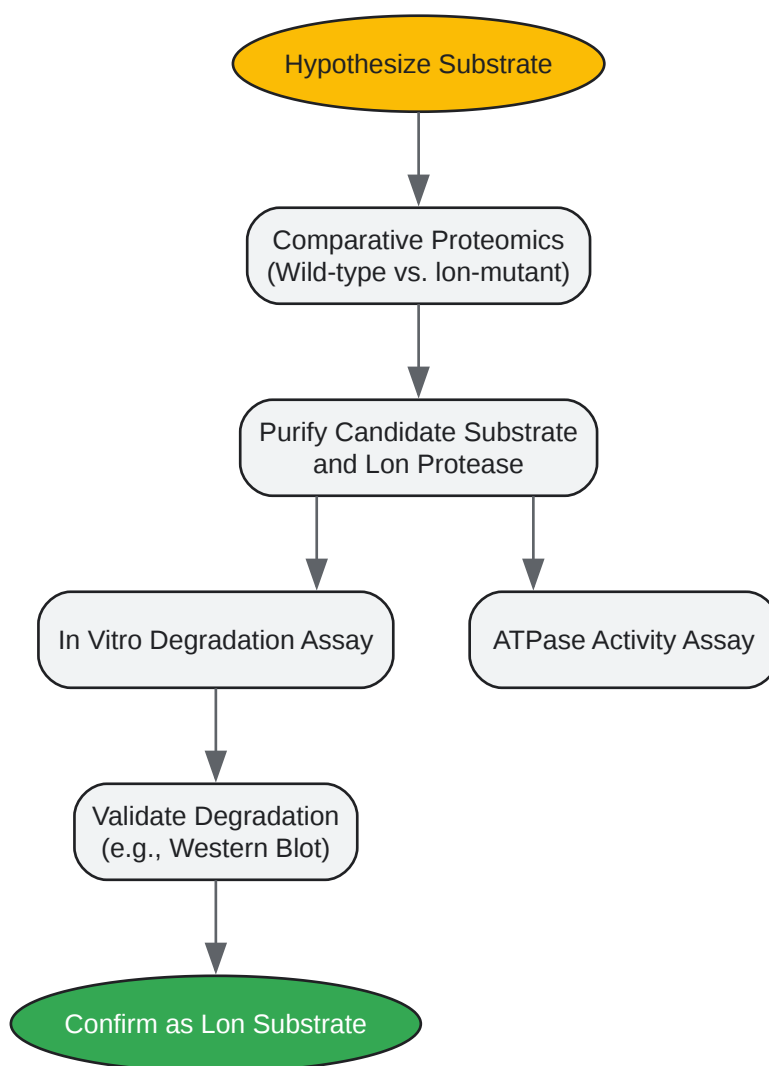 Hypothesize Substrate
Comparative Proteomics
(Wild-type vs. lon-mutant)
Purify Candidate Substrate
and Lon Protease
In Vitro Degradation Assay
ATPase Activity Assay
Validate Degradation
(e.g., Western Blot)
Confirm as Lon Substrate